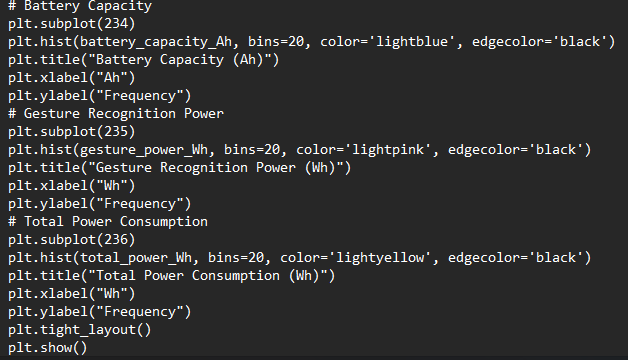 # Battery Capacity
plt.subplot(234)
plt.hist(battery_capacity_Ah, bins=20, color='lightblue', edgecolor='black')
plt.title("Battery Capacity (Ah)")
plt.xlabel("Ah")
plt.ylabel("Frequency")
# Gesture Recognition Power
plt.subplot(235)
plt.hist(gesture_power_Wh, bins=20, color='lightpink', edgecolor='black')
plt.title("Gesture Recognition Power (Wh)")
plt.xlabel("Wh")
plt.ylabel("Frequency")
# Total Power Consumption
plt.subplot(236)
plt.hist(total_power_Wh, bins=20, color='lightyellow', edgecolor='black')
plt.title("Total Power Consumption (Wh)")
plt.xlabel("Wh")
plt.ylabel("Frequency")
plt.tight_layout()
plt.show()